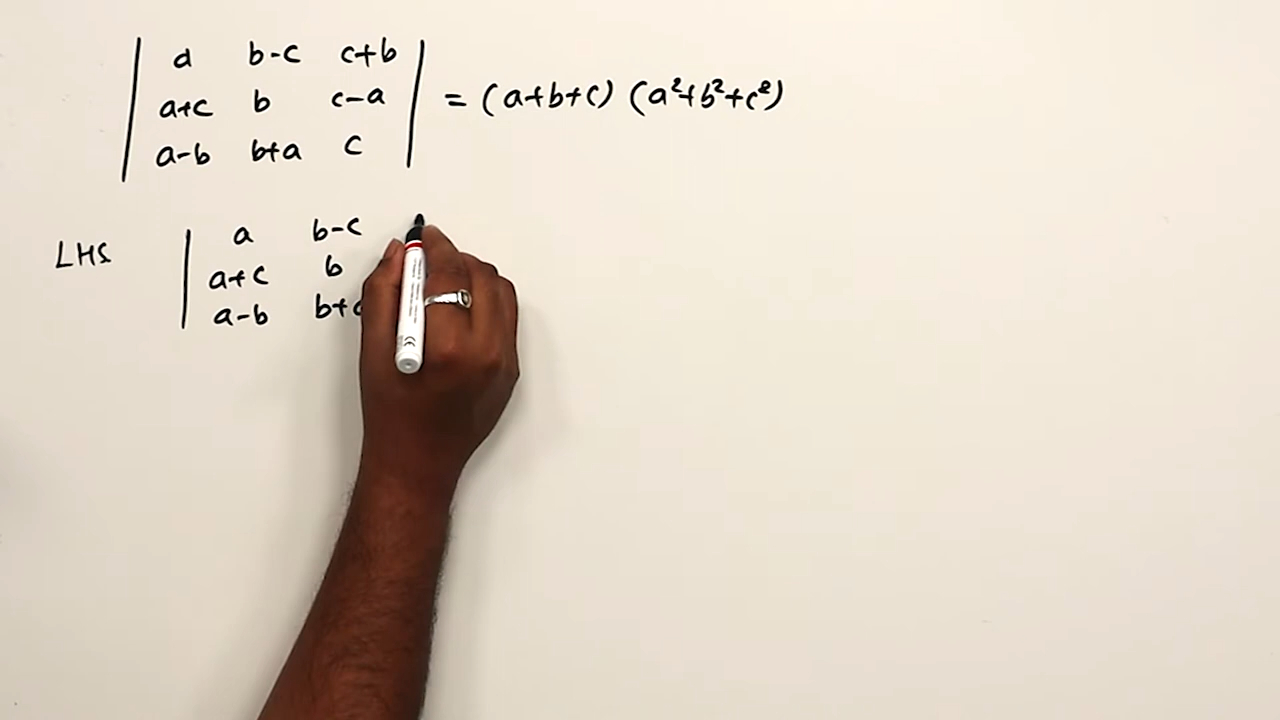 | a b-c c+b |
| a+c b c-a | = (a+b+c) (a²+b²+c²)
| a-b b+a c |
LHS
| a b-c
| a+c b
| a-b b+